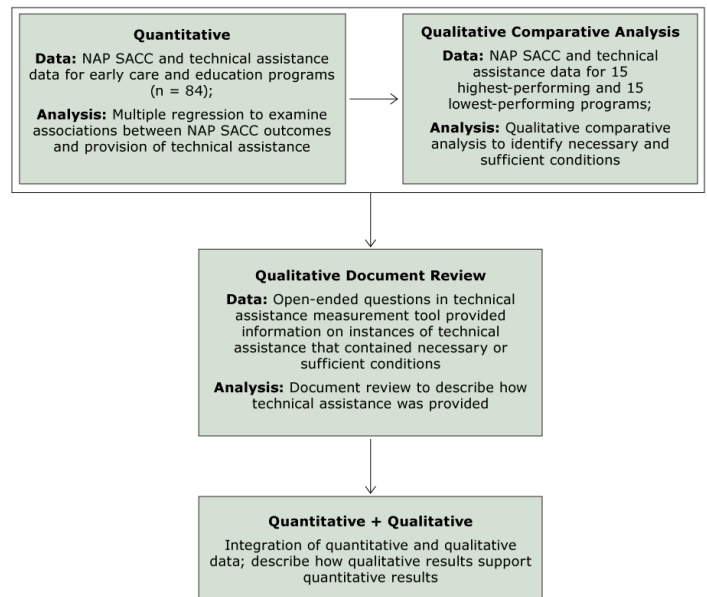 Quantitative
Data: NAP SACC and technical assistance
data for early care and education programs
(n = 84);
Analysis: Multiple regression to examine
associations between NAP SACC outcomes
and provision of technical assistance
Qualitative Comparative Analysis
Data: NAP SACC and technical
assistance data for 15
highest-performing and 15
lowest-performing programs;
Analysis: Qualitative comparative
analysis to identify necessary and
sufficient conditions
Qualitative Document Review
Data: Open-ended questions in technical
assistance measurement tool provided
information on instances of technical
assistance that contained necessary or
sufficient conditions
Analysis: Document review to describe how
technical assistance was provided
Quantitative + Qualitative
Integration of quantitative and qualitative
data; describe how qualitative results support
quantitative results